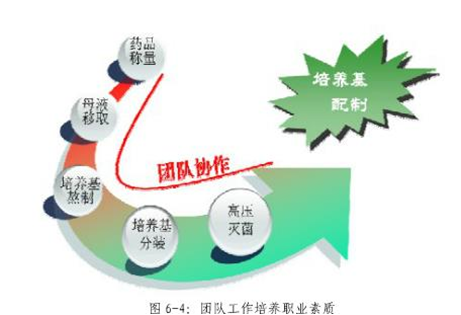 药品
称量
母液
移取
培养基
熬制
培养基
分装
高压
灭菌
团队协作
培养基
配制
图 6-4：团队工作培养职业素质